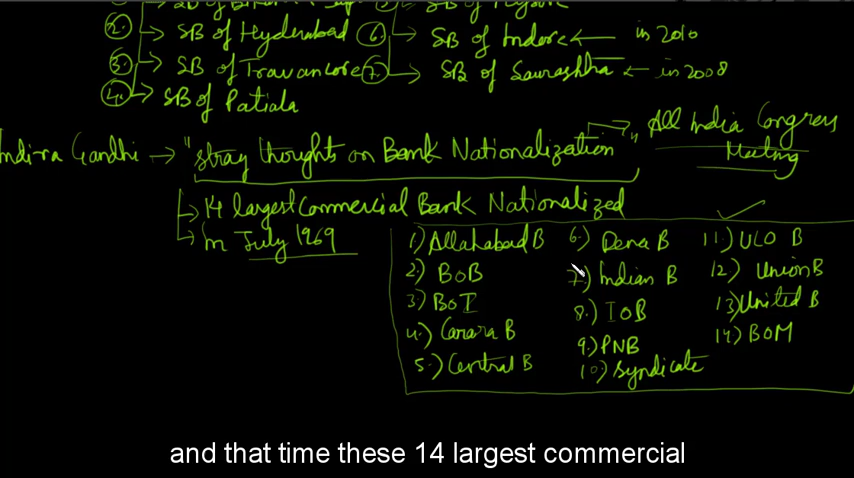 2. → SB of Hyderabad 6. → SB of Indore ← in 2010
3. → SB of Travancore 7. → SB of Saurashtra ← in 2008
4. → SB of Patiala
Indira Gandhi → "stray thoughts on Bank Nationalization" → All India Congress Meeting
→ 14 largest Commercial Bank Nationalized
→ In July 1969
1) Allahabad B 6.) Dena B 11.) UCO B
2) BOB 7.) Indian B 12) Union B
3) BOI 8.) IOB 13) United B
4.) Canara B 9.) PNB 14) BOM
5.) Central B 10) Syndicate
and that time these 14 largest commercial